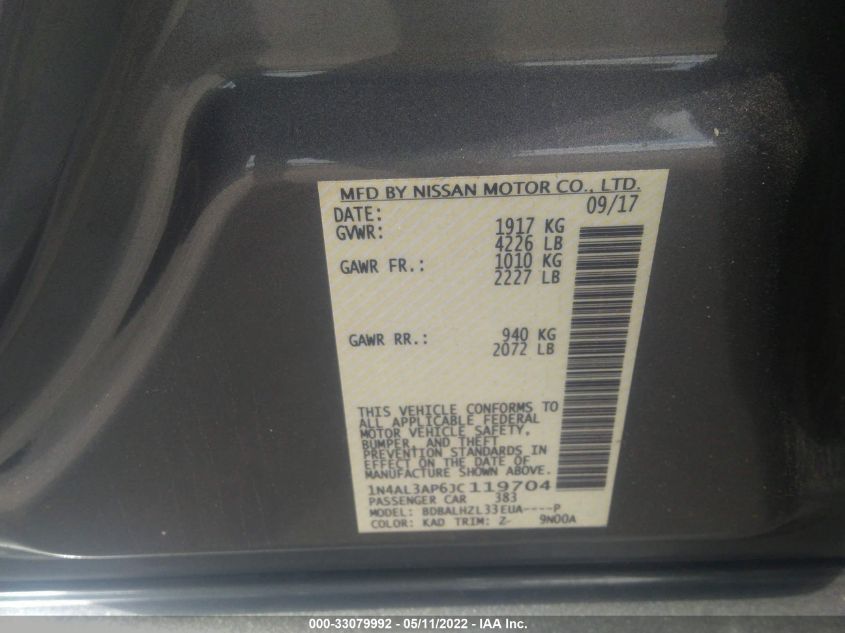 MFD BY NISSAN MOTOR CO., LTD.
DATE: 09/17
GVWR: 1917 KG
4226 LB
GAWR FR.: 1010 KG
2227 LB
GAWR RR.: 940 KG
2072 LB
THIS VEHICLE CONFORMS TO
ALL APPLICABLE FEDERAL
MOTOR VEHICLE SAFETY,
BUMPER, AND THEFT
PREVENTION STANDARDS IN
EFFECT ON THE DATE OF
MANUFACTURE SHOWN ABOVE.
1N4AL3AP6JC119704
PASSENGER CAR 383
MODEL: BDBALHZL33EUA----P
COLOR: KAD TRIM: Z- 9N00A
000-33079992 - 05/11/2022 - IAA Inc.